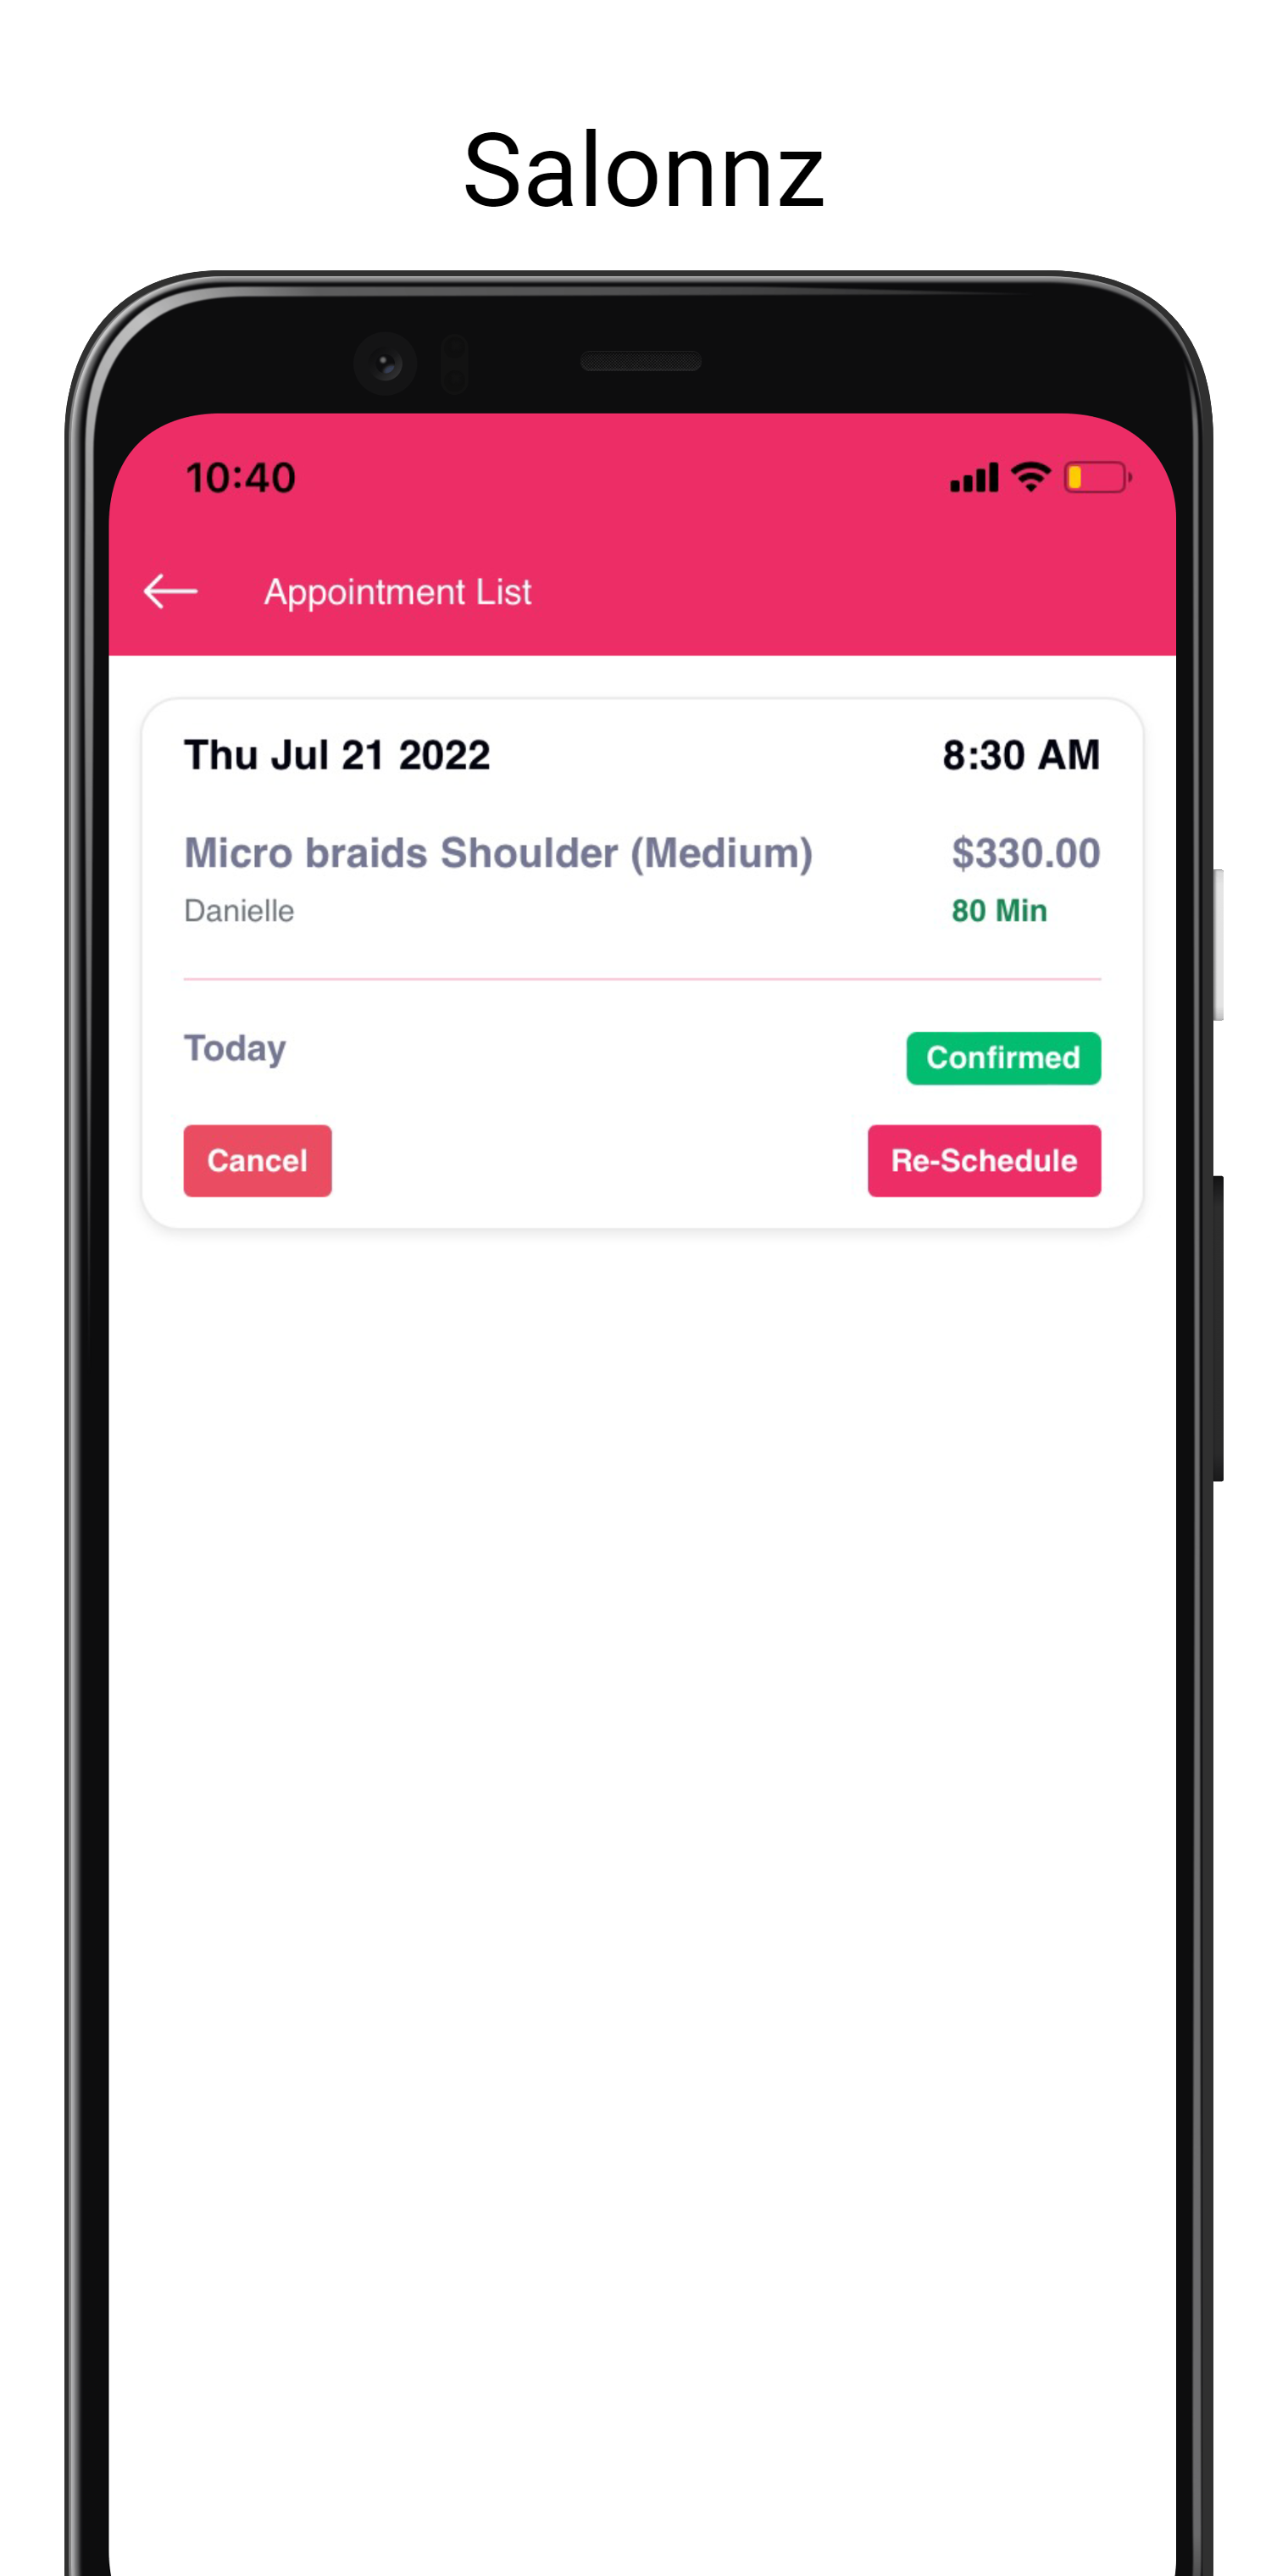 Salonnz
10:40
Appointment List
Thu Jul 21 2022 8:30 AM
Micro braids Shoulder (Medium) $330.00
Danielle 80 Min
Today Confirmed
Cancel Re-Schedule